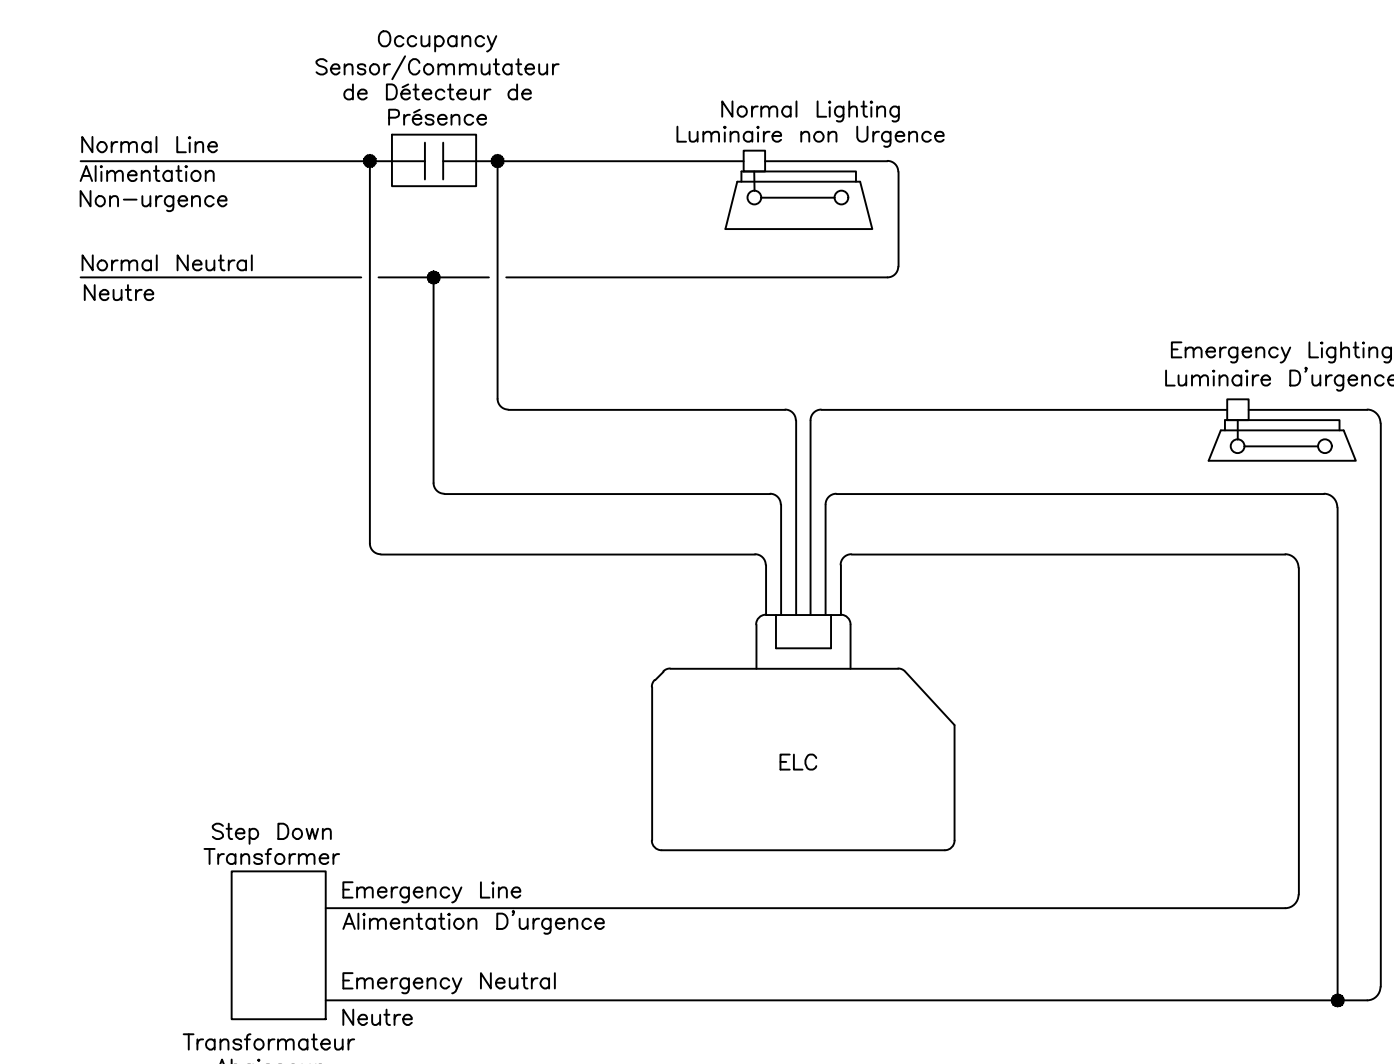 Occupancy
Sensor/Commutateur
de Détecteur de
Présence
Normal Line
Alimentation
Non-urgence
Normal Lighting
Luminaire non Urgence
Normal Neutral
Neutre
Emergency Lighting
Luminaire D'urgence
ELC
Step Down
Transformer
Emergency Line
Alimentation D'urgence
Emergency Neutral
Neutre
Transformateur